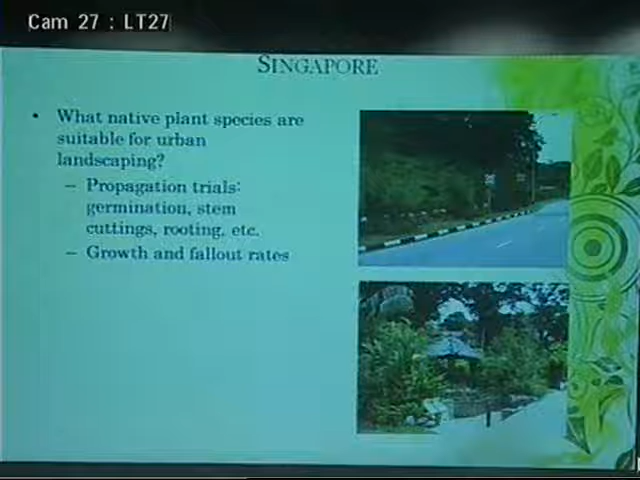 Cam 27 : LT27
SINGAPORE
• What native plant species are
suitable for urban
landscaping?
– Propagation trials:
germination, stem
cuttings, rooting, etc.
– Growth and fallout rates